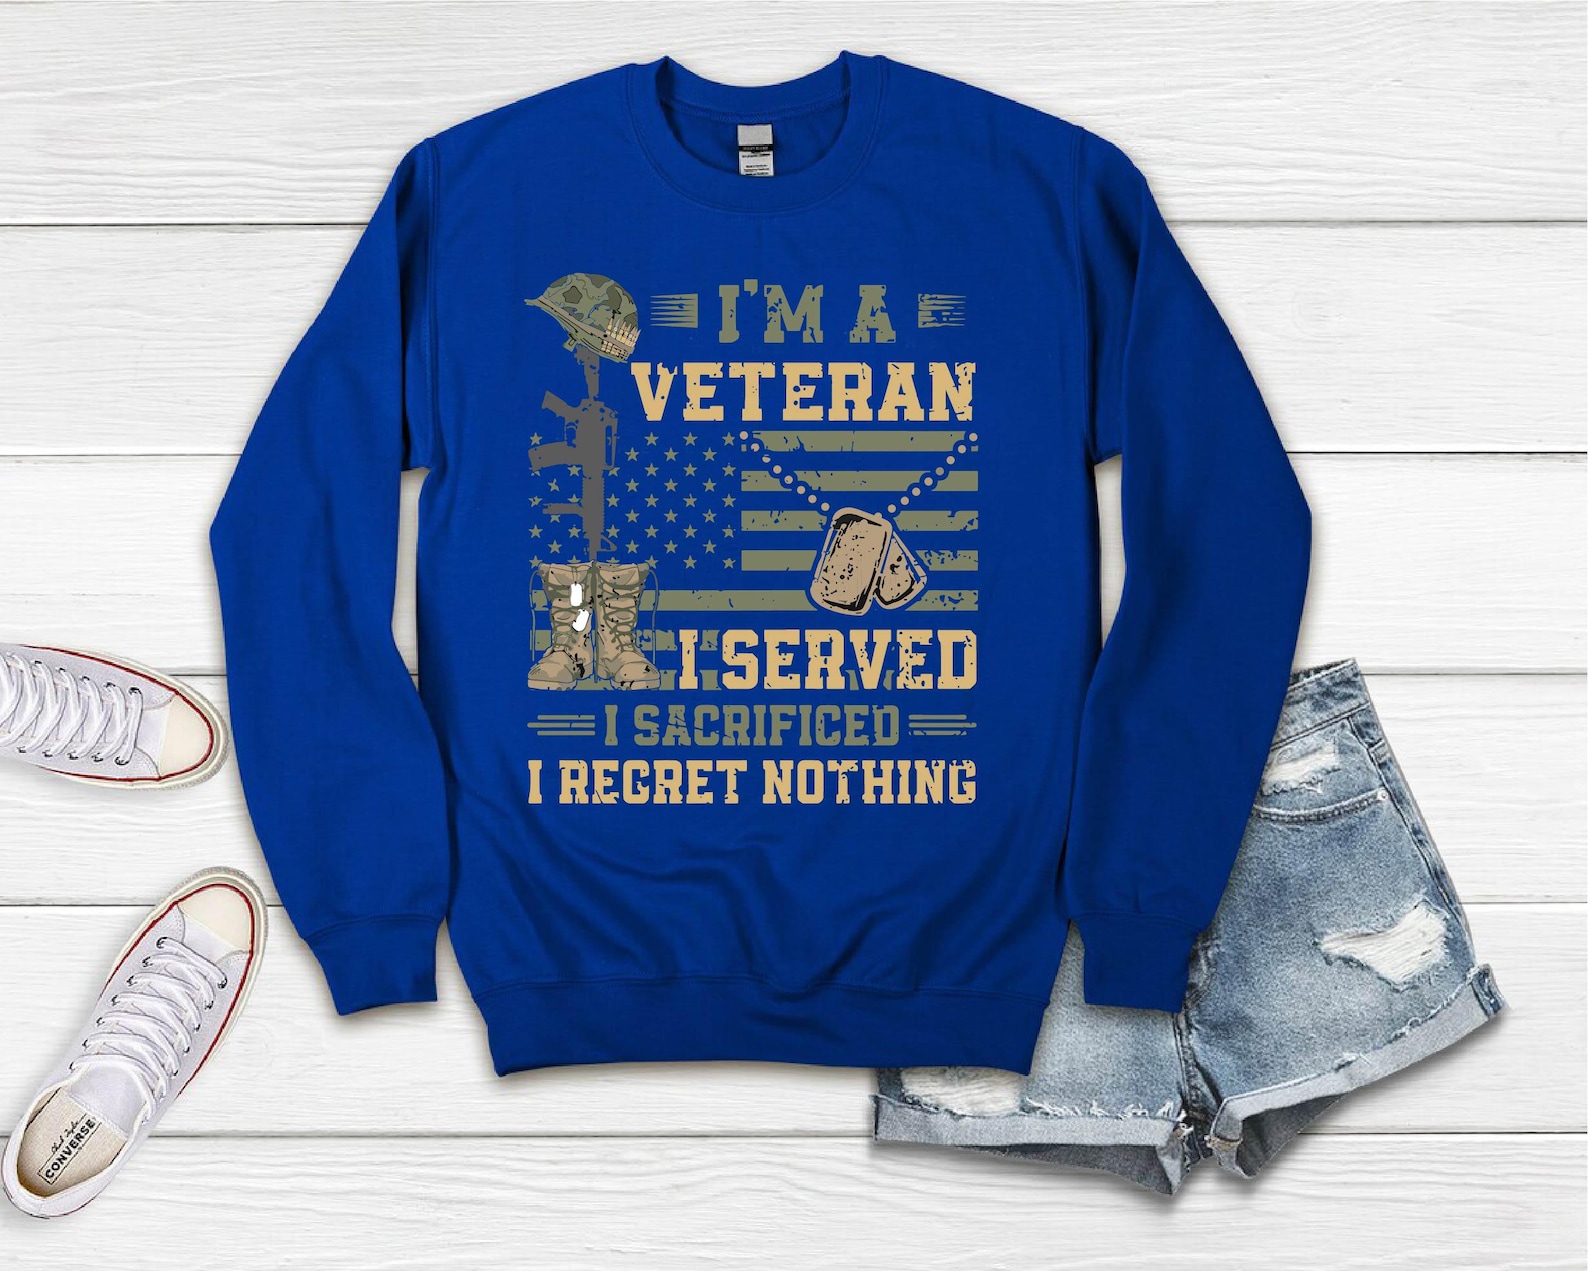 I'M A
VETERAN
I SERVED
I SACRIFICED
I REGRET NOTHING
CONVERSE